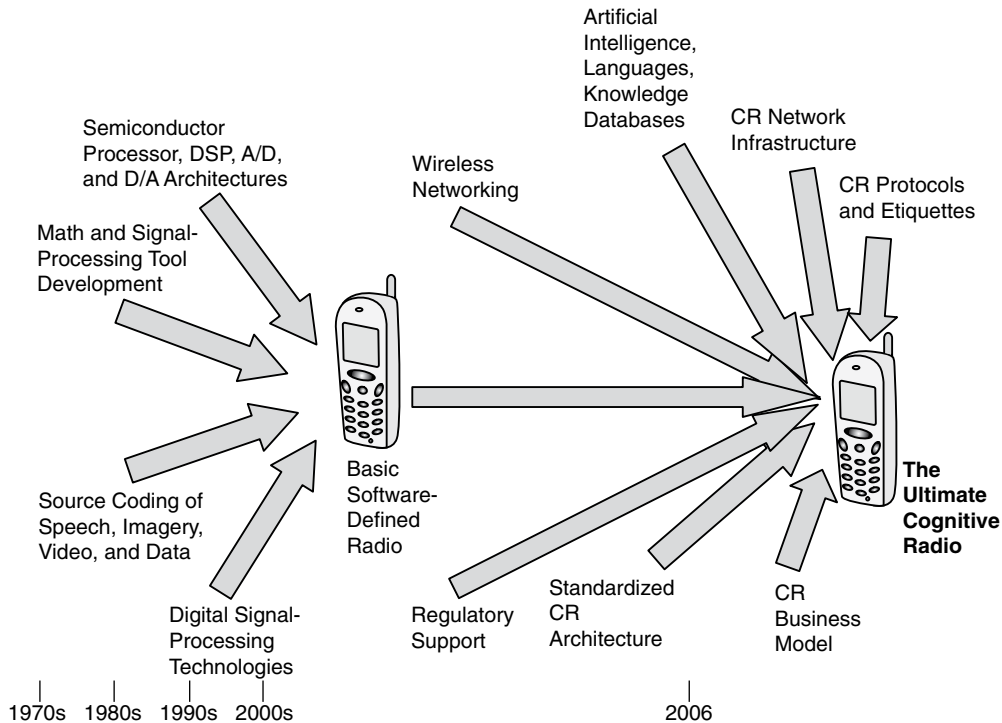 Artificial
Intelligence,
Languages,
Knowledge
Databases
CR Network
Infrastructure
Semiconductor
Processor, DSP, A/D,
and D/A Architectures
Wireless
Networking
CR Protocols
and Etiquettes
Math and Signal-
Processing Tool
Development
Source Coding of
Speech, Imagery,
Video, and Data
Basic
Software-
Defined
Radio
The
Ultimate
Cognitive
Radio
Digital Signal-
Processing
Technologies
Regulatory
Support
Standardized
CR
Architecture
CR
Business
Model
1970s 1980s 1990s 2000s 2006